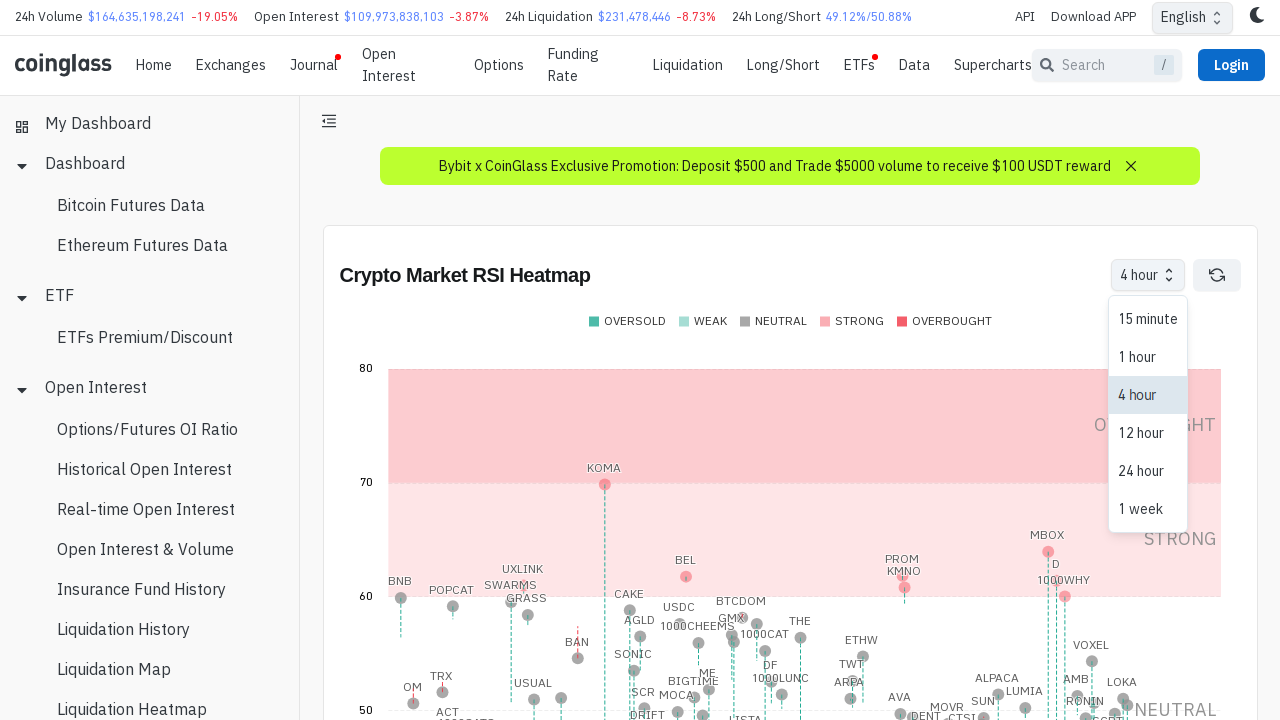 24h Volume $164,635,198,241 -19.05% Open Interest $109,973,838,103 -3.87% 24h Liquidation $231,478,446 -8.73% 24h Long/Short 49.12%/50.88% API Download APP English
coinglass Home Exchanges Journal Open Interest Options Funding Rate Liquidation Long/Short ETFs Data Supercharts Search / Login
My Dashboard
Dashboard
Bitcoin Futures Data
Ethereum Futures Data
ETF
ETFs Premium/Discount
Open Interest
Options/Futures OI Ratio
Historical Open Interest
Real-time Open Interest
Open Interest & Volume
Insurance Fund History
Liquidation History
Liquidation Map
Liquidation Heatmap
Bybit x CoinGlass Exclusive Promotion: Deposit $500 and Trade $5000 volume to receive $100 USDT reward
Crypto Market RSI Heatmap
4 hour
15 minute
1 hour
4 hour
12 hour
24 hour
1 week
OVERSOLD WEAK NEUTRAL STRONG OVERBOUGHT
80
70
KOMA
MBOX
STRONG
BEL
PROM
D
UXLINK
KMNO
BNB
POPCAT
SWARMS
1000WHY
60
GRASS
CAKE
USDC
BTCDOM
AGLD
GMX
THE
1000CHEEMS
1000CAT
BAN
ETHW
VOXEL
SONIC
DF
TWT
TRX
ME
1000LUNC
ALPACA
AMB
OM
USUAL
BIGTIME
ARPA
LOKA
SCR
MOCA
AVA
SUN
LUMIA
RONIN
50
ACT
DRIFT
LISTA
DENT
MOVR
CTSI
NEUTRAL